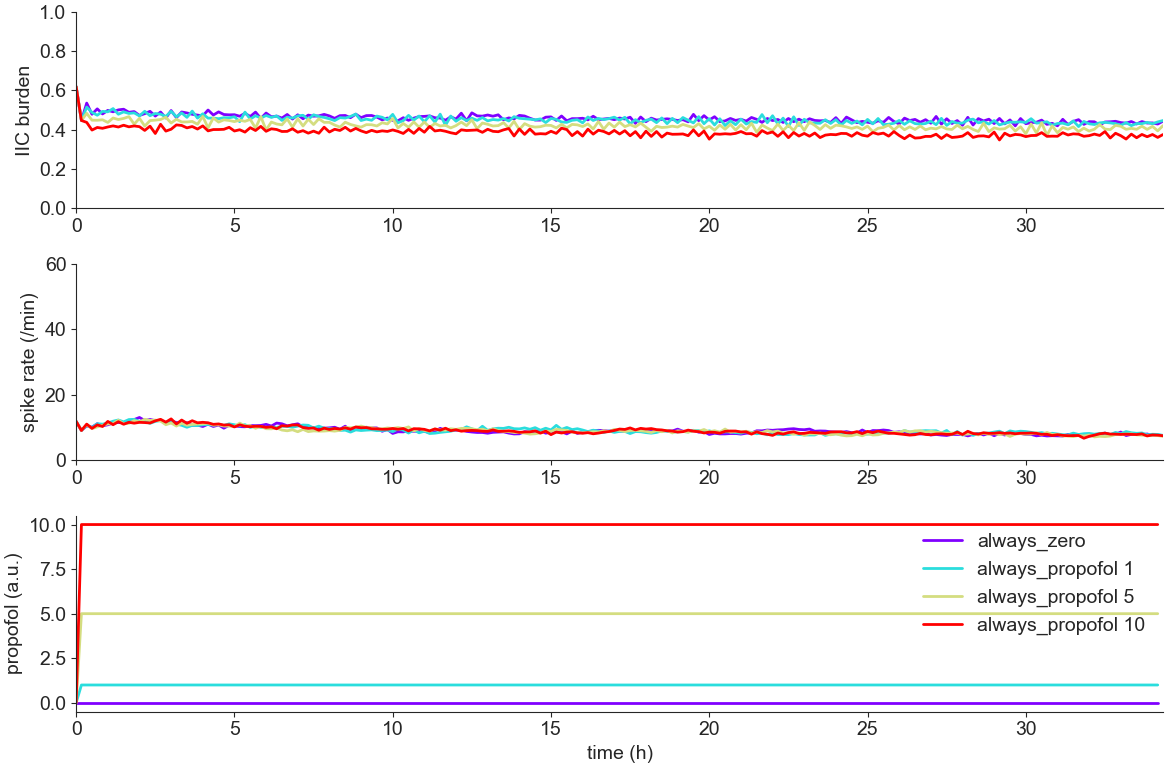 IIC burden
1.0
0.8
0.6
0.4
0.2
0.0
0 5 10 15 20 25 30
spike rate (/min)
60
40
20
0
0 5 10 15 20 25 30
propofol (a.u.)
10.0
7.5
5.0
2.5
0.0
always_zero
always_propofol 1
always_propofol 5
always_propofol 10
0 5 10 15 20 25 30
time (h)